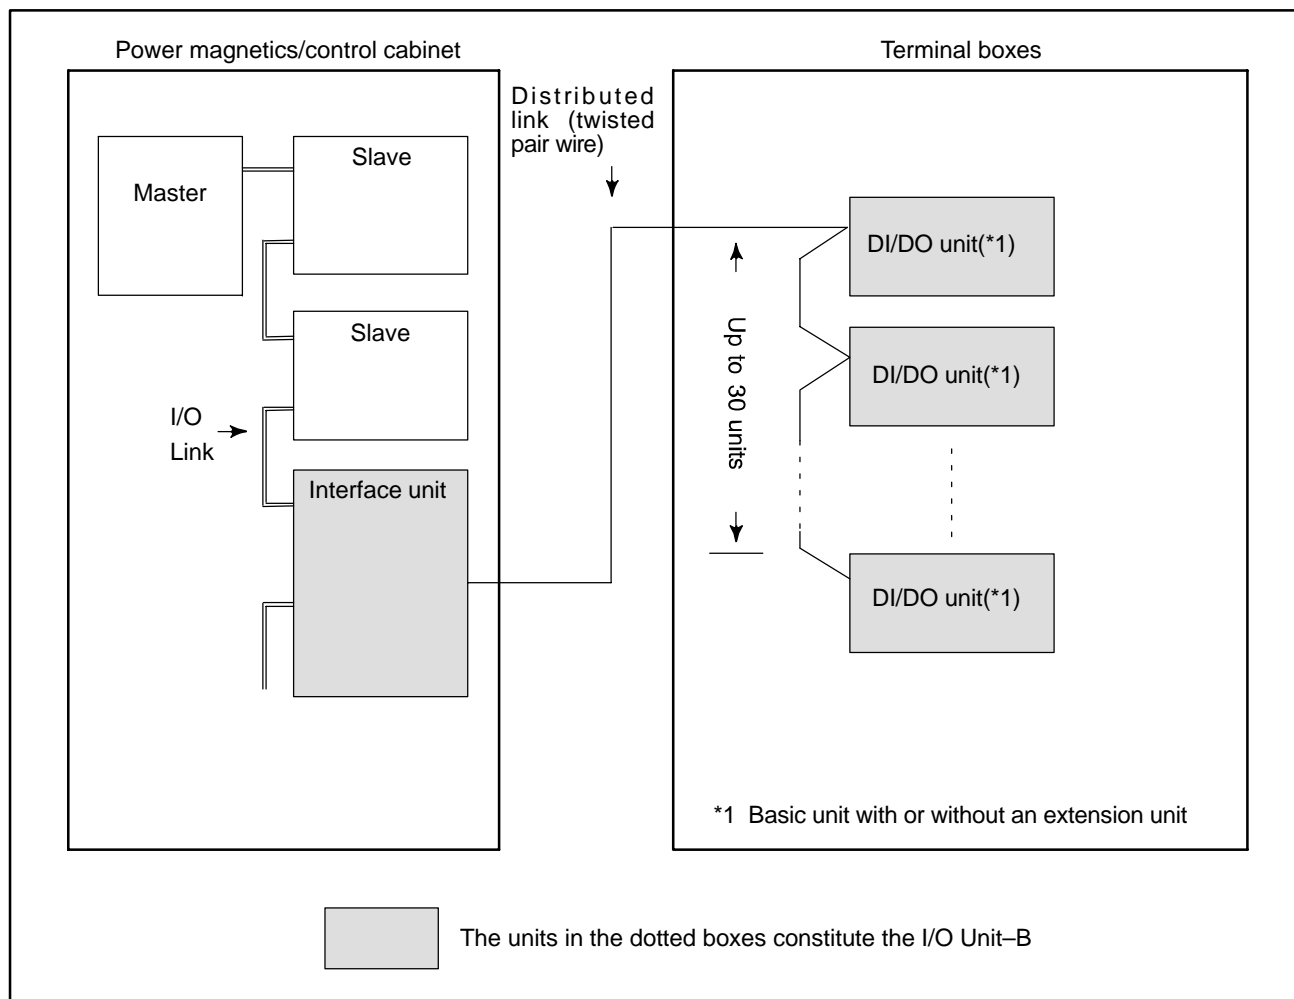 Power magnetics/control cabinet
Terminal boxes
Distributed
link (twisted
pair wire)
Master
Slave
Slave
I/O
Link
Interface unit
Up to 30 units
DI/DO unit(*1)
DI/DO unit(*1)
DI/DO unit(*1)
*1 Basic unit with or without an extension unit
The units in the dotted boxes constitute the I/O Unit–B